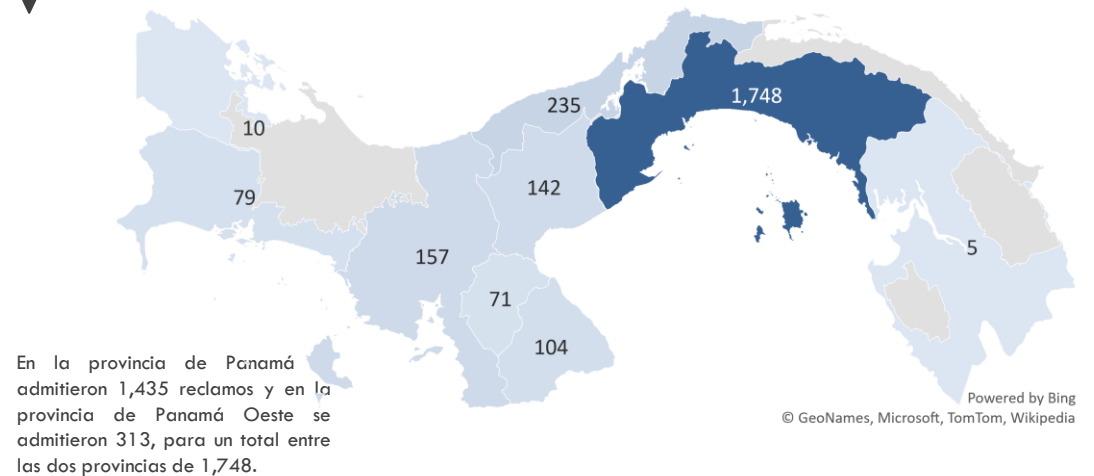 1,748
235
10
142
79
157
5
71
104
En la provincia de Panamá
admitieron 1,435 reclamos y en la
provincia de Panamá Oeste se
admitieron 313, para un total entre
las dos provincias de 1,748.
Powered by Bing
© GeoNames, Microsoft, TomTom, Wikipedia